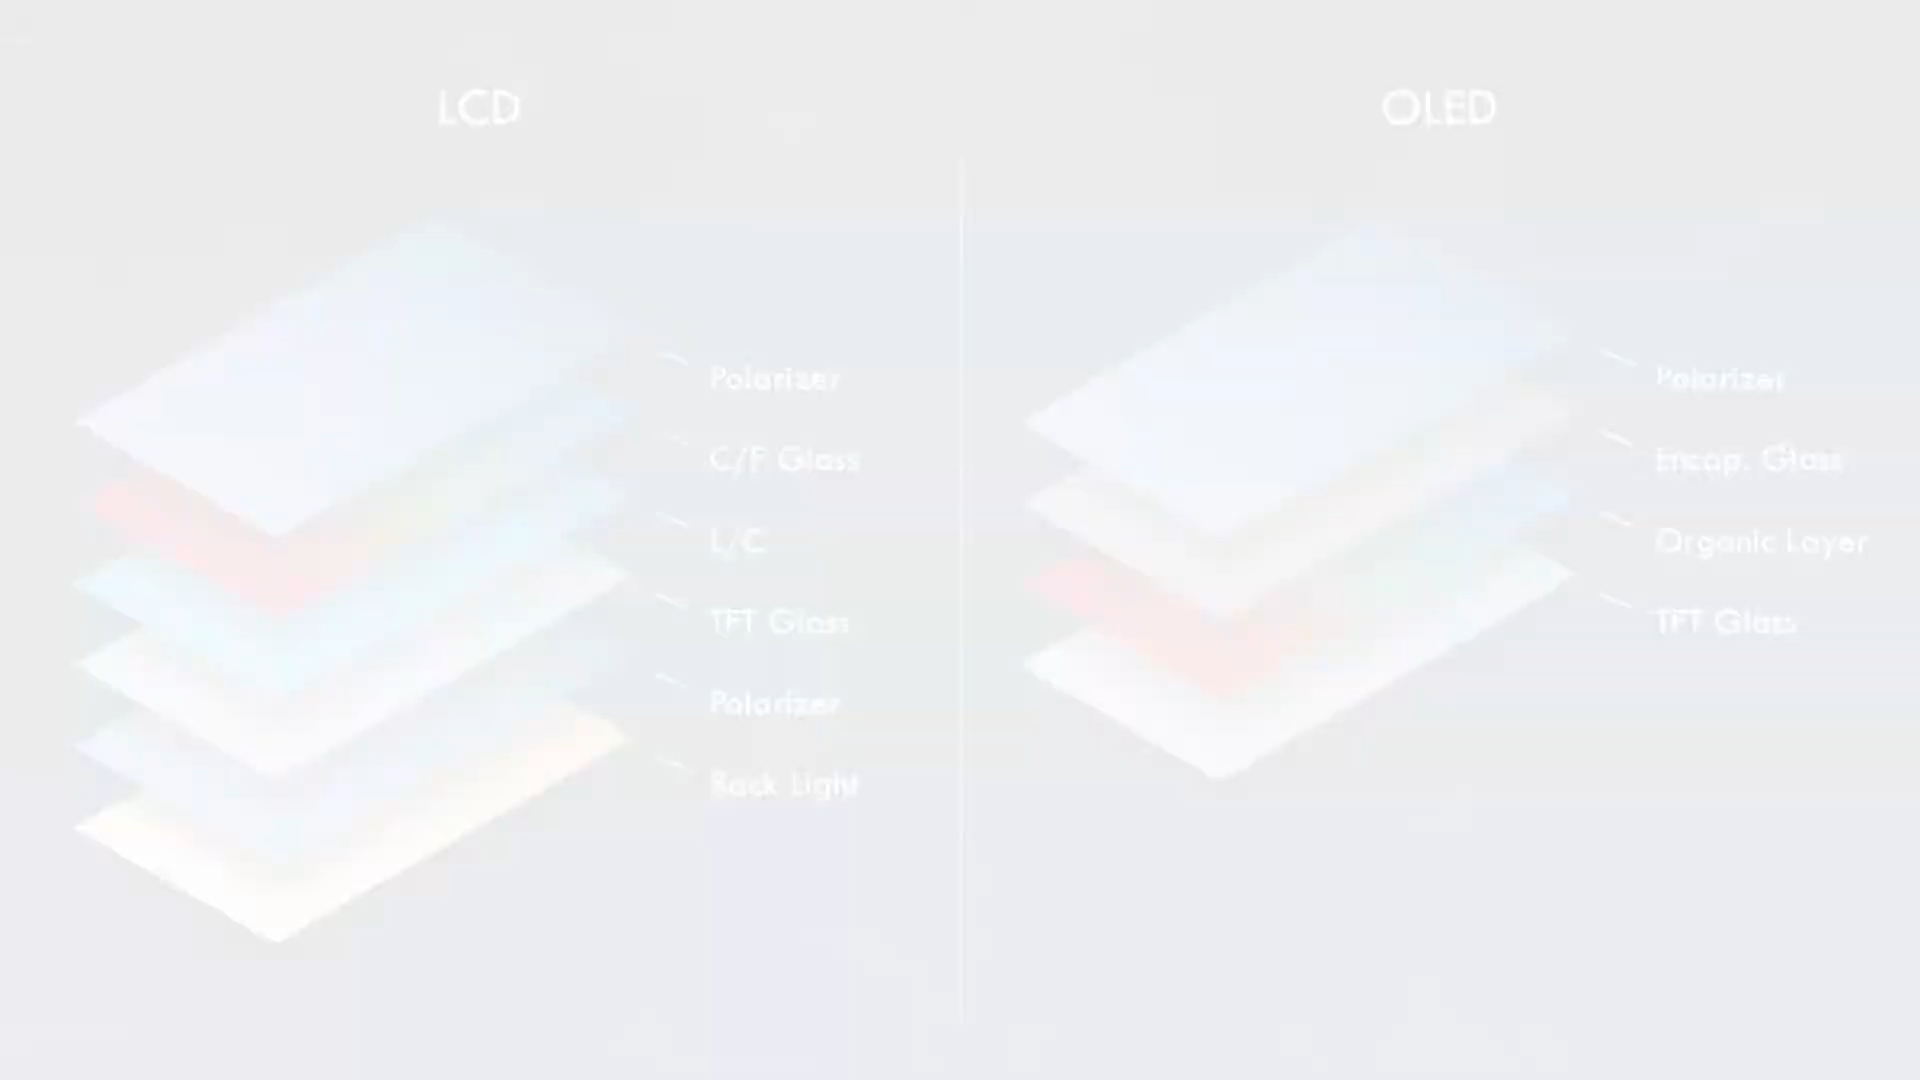 LCD
Polarizer
C/F Glass
L/C
TFT Glass
Polarizer
Back Light
OLED
Polarizer
Encap. Glass
Organic Layer
TFT Glass